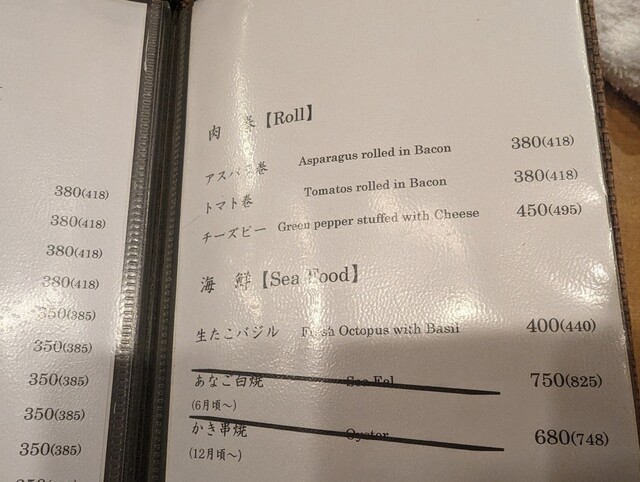 380(418)
380(418)
380(418)
380(418)
350(385)
350(385)
350(385)
350(385)
350(385)
肉 巻【Roll】
アスパラ巻 Asparagus rolled in Bacon 380(418)
トマト巻 Tomatos rolled in Bacon 380(418)
チーズピー Green pepper stuffed with Cheese 450(495)
海 鮮【Sea Food】
生たこバジル Fresh Octopus with Basil 400(440)
あなご白焼 Sea Eel 750(825)
(6月頃〜)
かき串焼 Oyster 680(748)
(12月頃〜)